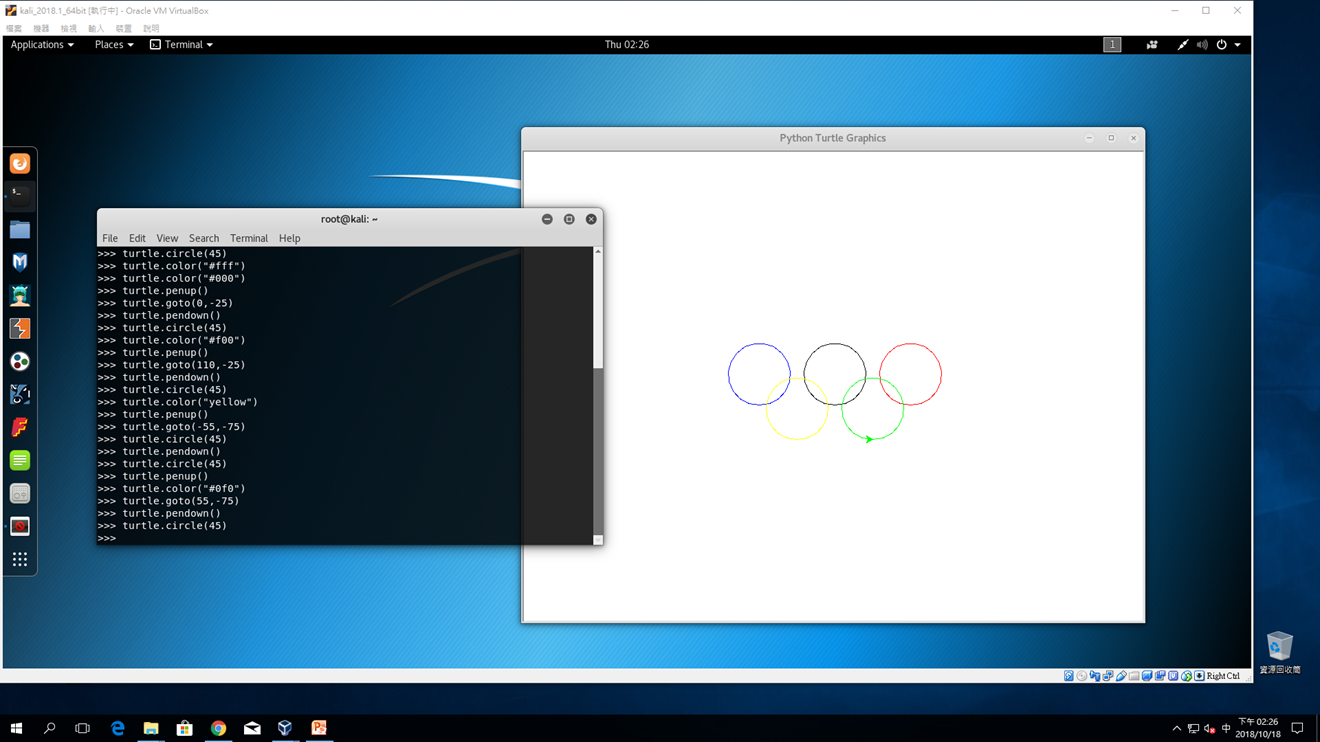 kali_2018.1_64bit [執行中] - Oracle VM VirtualBox
檔案 機器 檢視 輸入 裝置 說明
Applications Places Terminal Thu 02:26 1
Python Turtle Graphics
root@kali: ~
File Edit View Search Terminal Help
>>> turtle.circle(45)
>>> turtle.color("#fff")
>>> turtle.color("#000")
>>> turtle.penup()
>>> turtle.goto(0,-25)
>>> turtle.pendown()
>>> turtle.circle(45)
>>> turtle.color("#f00")
>>> turtle.penup()
>>> turtle.goto(110,-25)
>>> turtle.pendown()
>>> turtle.circle(45)
>>> turtle.color("yellow")
>>> turtle.penup()
>>> turtle.goto(-55,-75)
>>> turtle.circle(45)
>>> turtle.pendown()
>>> turtle.circle(45)
>>> turtle.penup()
>>> turtle.color("#0f0")
>>> turtle.goto(55,-75)
>>> turtle.pendown()
>>> turtle.circle(45)
>>>
資源回收筒
Right Ctrl
中
下午 02:26
2018/10/18